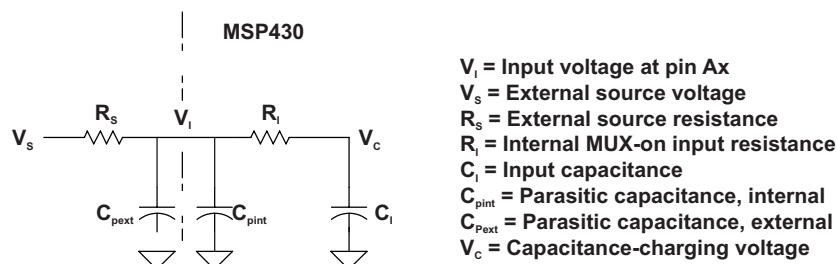 MSP430
V_S
R_S
V_I
R_I
V_C
C_pext
C_pint
C_I
V_I = Input voltage at pin Ax
V_S = External source voltage
R_S = External source resistance
R_I = Internal MUX-on input resistance
C_I = Input capacitance
C_pint = Parasitic capacitance, internal
C_Pext = Parasitic capacitance, external
V_C = Capacitance-charging voltage